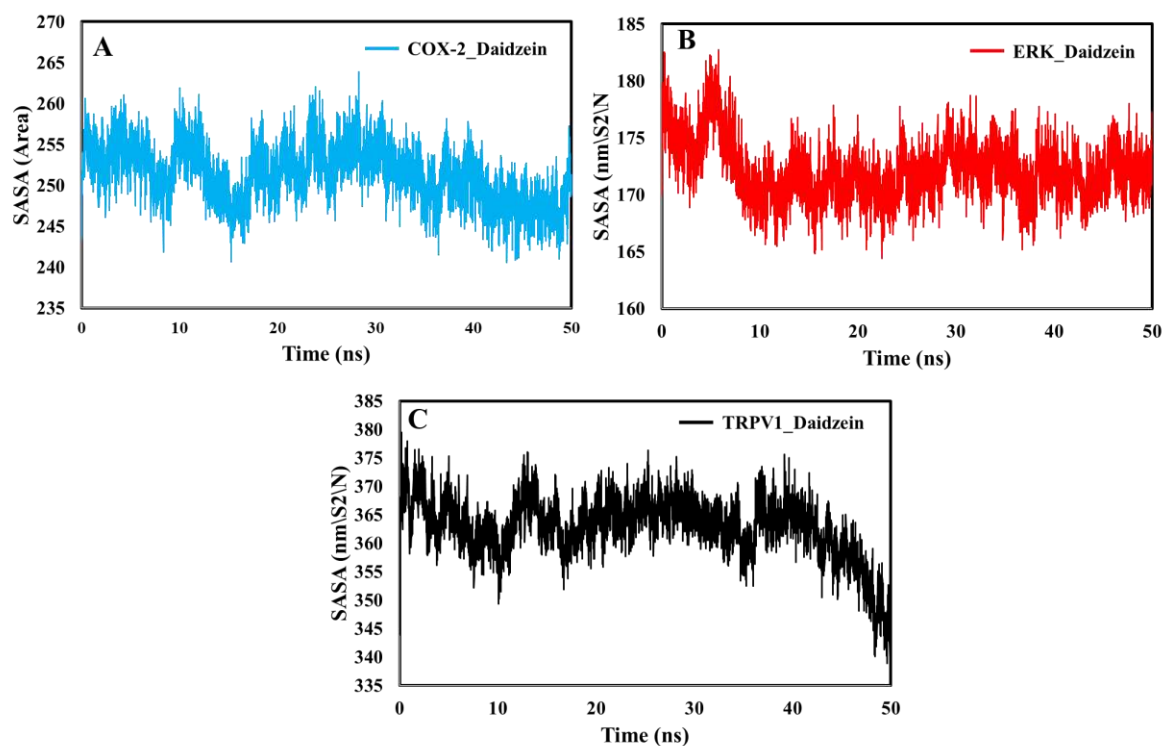 A
COX-2_Daidzein
SASA (Area)
270
265
260
255
250
245
240
235
0 10 20 30 40 50
Time (ns)
B
ERK_Daidzein
SASA (nm\S2\N
185
180
175
170
165
160
0 10 20 30 40 50
Time (ns)
C
TRPV1_Daidzein
SASA (nm\S2\N)
385
380
375
370
365
360
355
350
345
340
335
0 10 20 30 40 50
Time (ns)